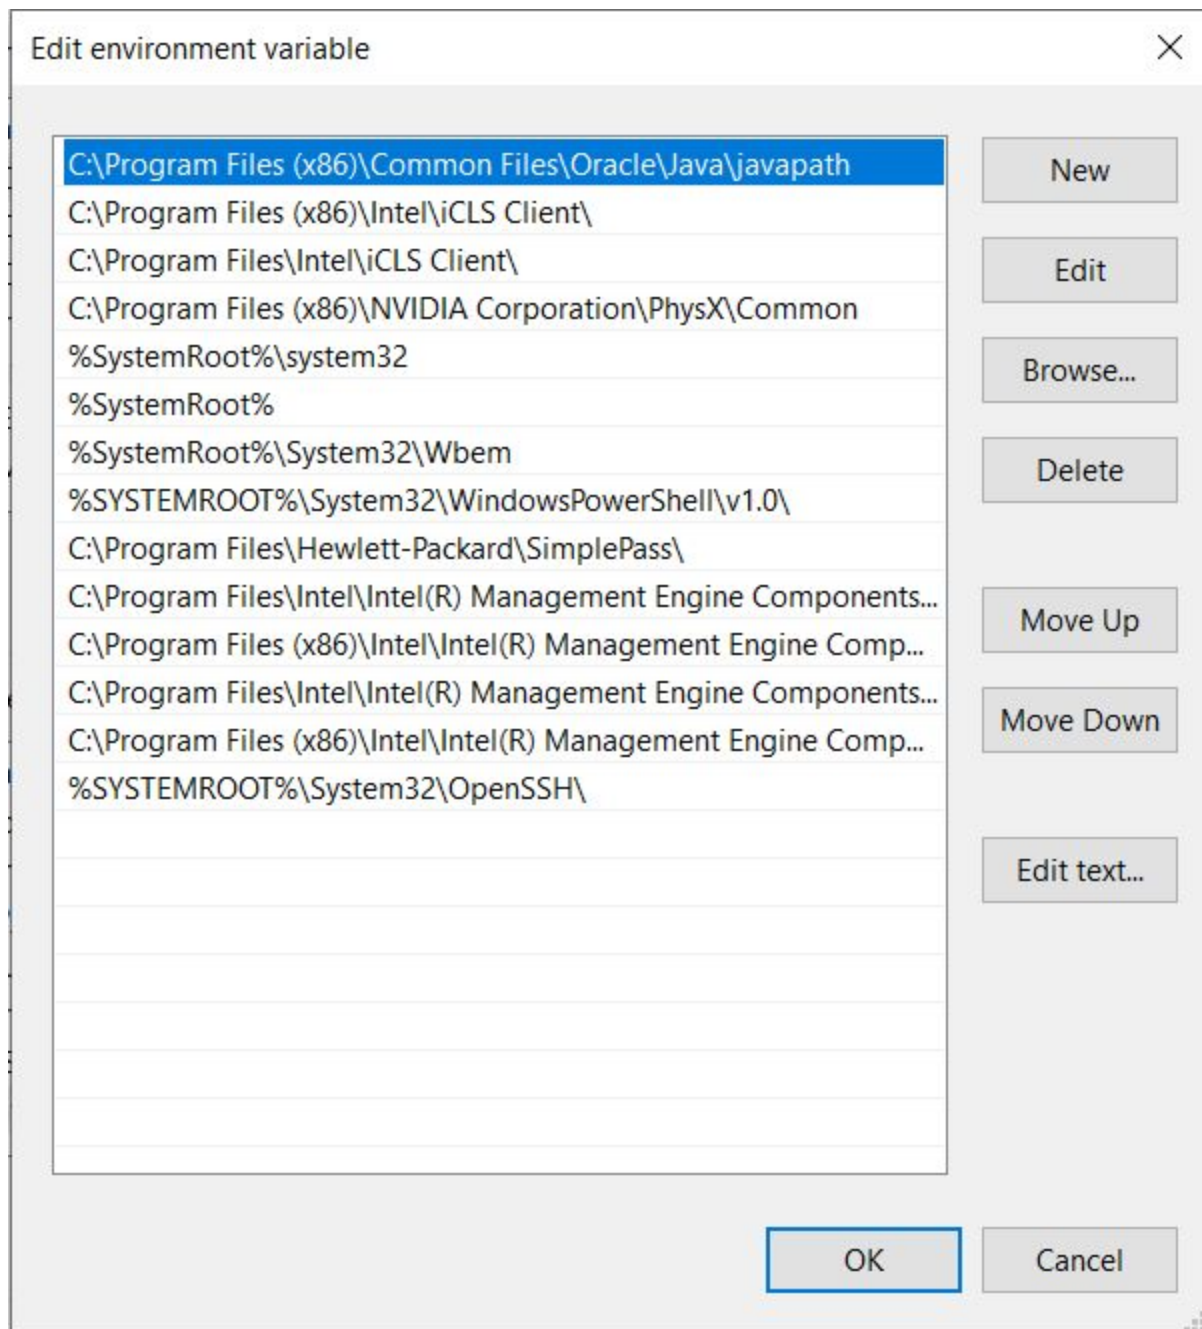 Edit environment variable
C:\Program Files (x86)\Common Files\Oracle\Java\javapath
C:\Program Files (x86)\Intel\iCLS Client\
C:\Program Files\Intel\iCLS Client\
C:\Program Files (x86)\NVIDIA Corporation\PhysX\Common
%SystemRoot%\system32
%SystemRoot%
%SystemRoot%\System32\Wbem
%SYSTEMROOT%\System32\WindowsPowerShell\v1.0\
C:\Program Files\Hewlett-Packard\SimplePass\
C:\Program Files\Intel\Intel(R) Management Engine Components...
C:\Program Files (x86)\Intel\Intel(R) Management Engine Comp...
C:\Program Files\Intel\Intel(R) Management Engine Components...
C:\Program Files (x86)\Intel\Intel(R) Management Engine Comp...
%SYSTEMROOT%\System32\OpenSSH\
New
Edit
Browse...
Delete
Move Up
Move Down
Edit text...
OK
Cancel